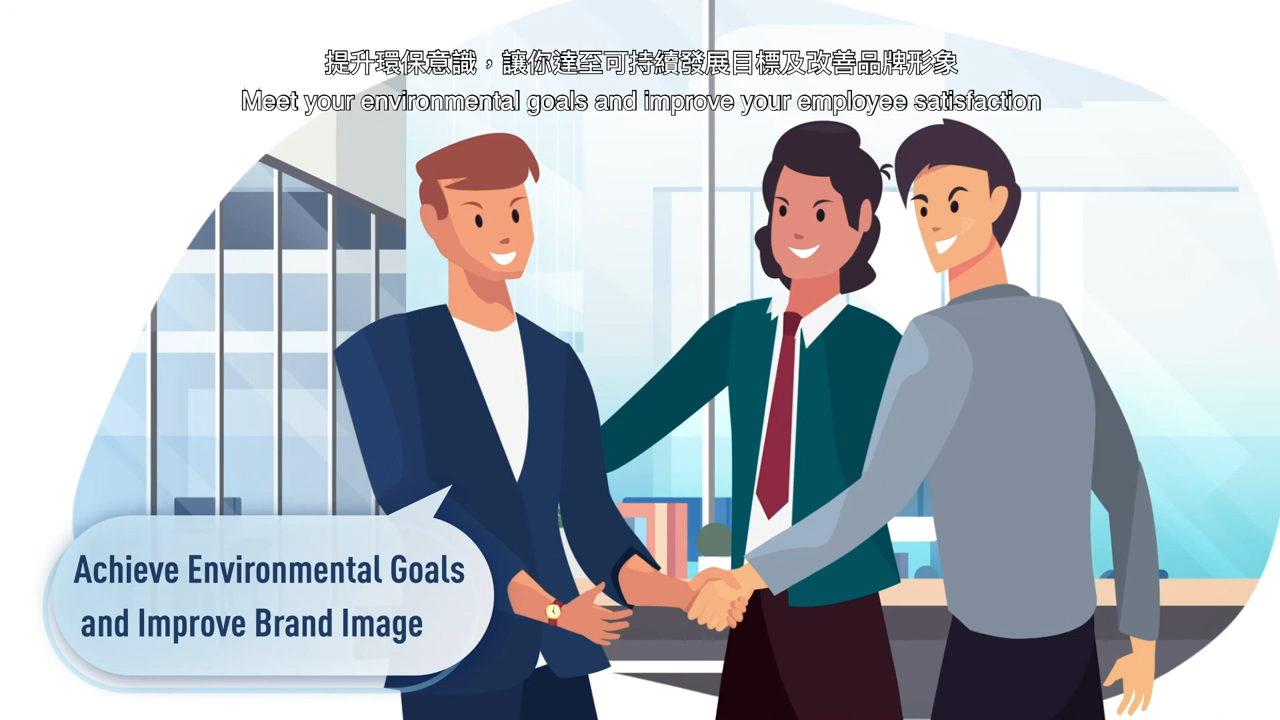 提升環保意識，讓你達至可持續發展目標及改善品牌形象
Meet your environmental goals and improve your employee satisfaction
Achieve Environmental Goals
and Improve Brand Image